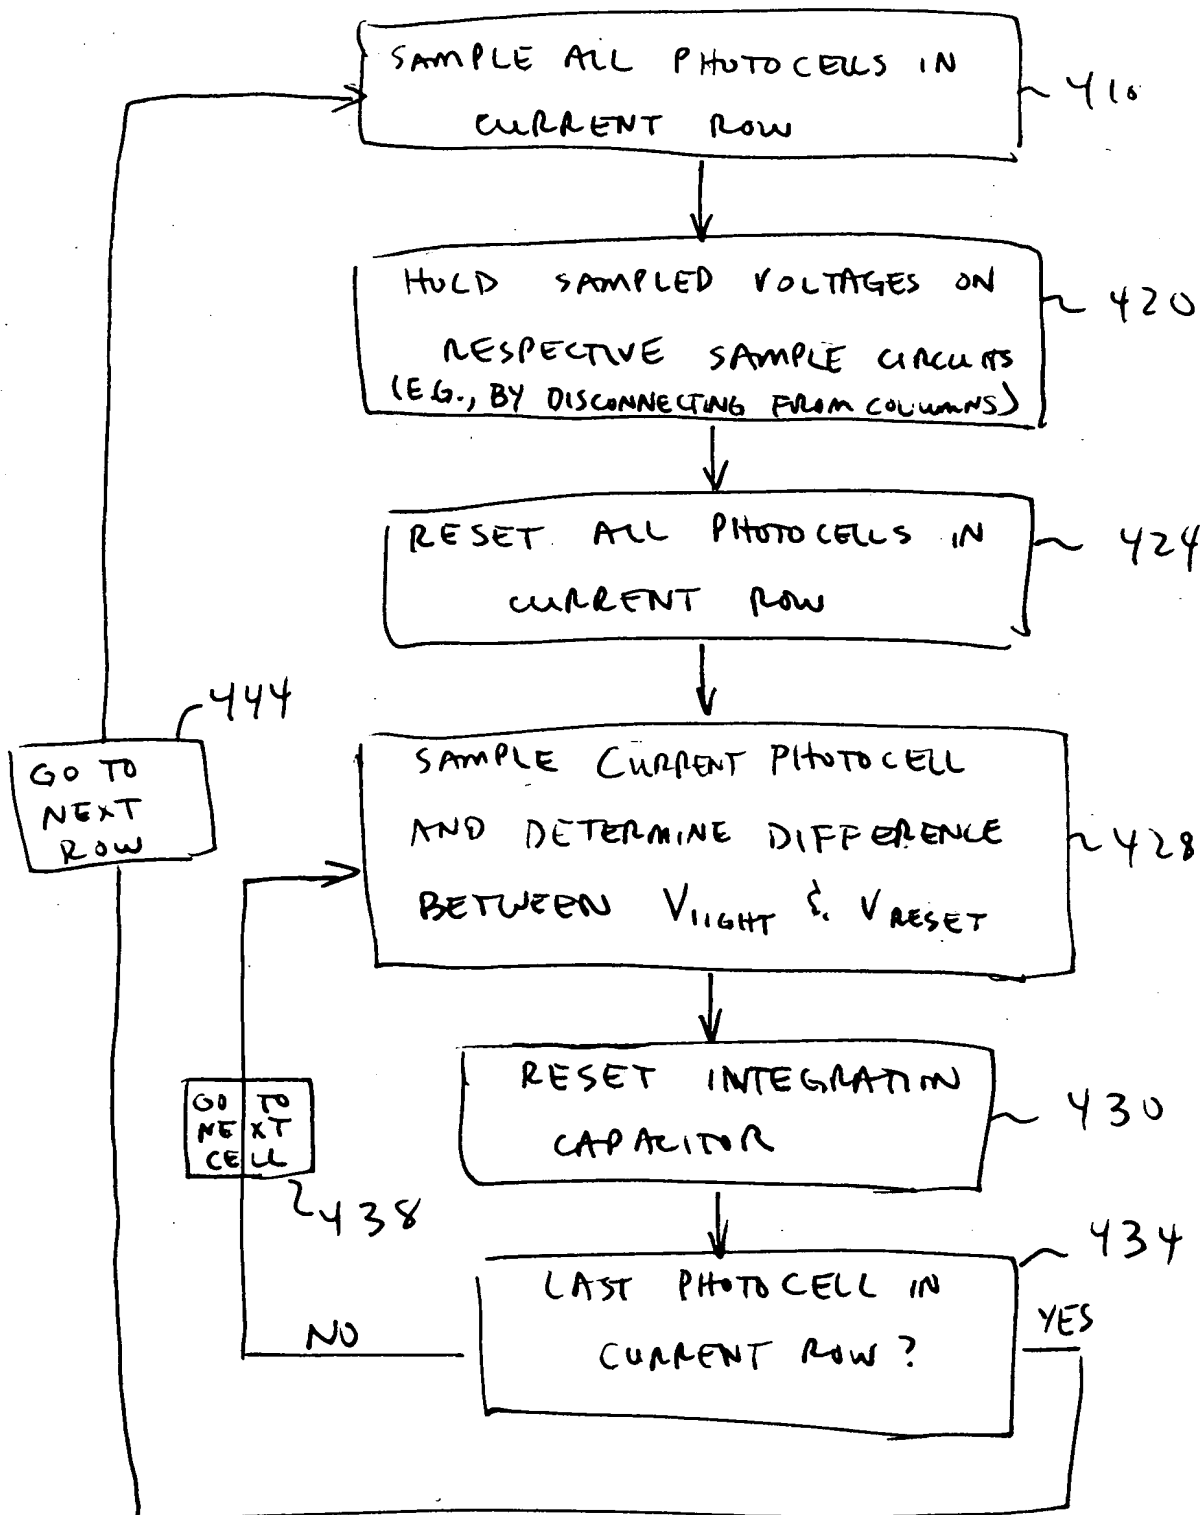 SAMPLE ALL PHOTOCELLS IN
CURRENT ROW
410
HOLD SAMPLED VOLTAGES ON
RESPECTIVE SAMPLE CIRCUITS
(E.G., BY DISCONNECTING FROM COLUMNS)
420
RESET ALL PHOTOCELLS IN
CURRENT ROW
424
444
GO TO
NEXT
ROW
SAMPLE CURRENT PHOTOCELL
AND DETERMINE DIFFERENCE
BETWEEN VLIGHT & VRESET
428
RESET INTEGRATION
CAPACITOR
430
GO TO
NEXT
CELL
438
LAST PHOTOCELL IN
CURRENT ROW?
434
NO
YES